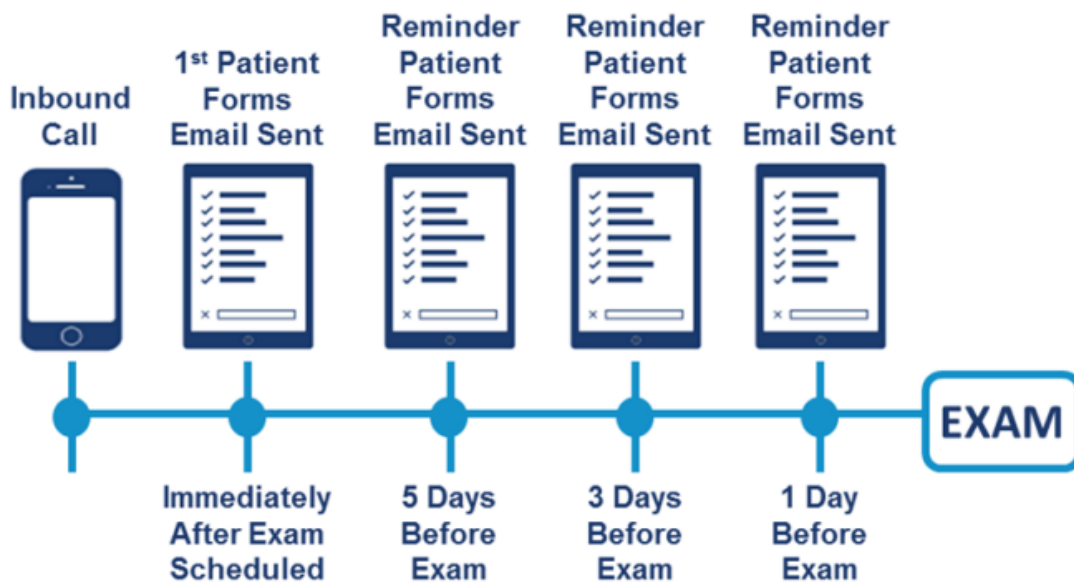 Inbound
Call
1st Patient
Forms
Email Sent
Reminder
Patient
Forms
Email Sent
Reminder
Patient
Forms
Email Sent
Reminder
Patient
Forms
Email Sent
EXAM
Immediately
After Exam
Scheduled
5 Days
Before
Exam
3 Days
Before
Exam
1 Day
Before
Exam